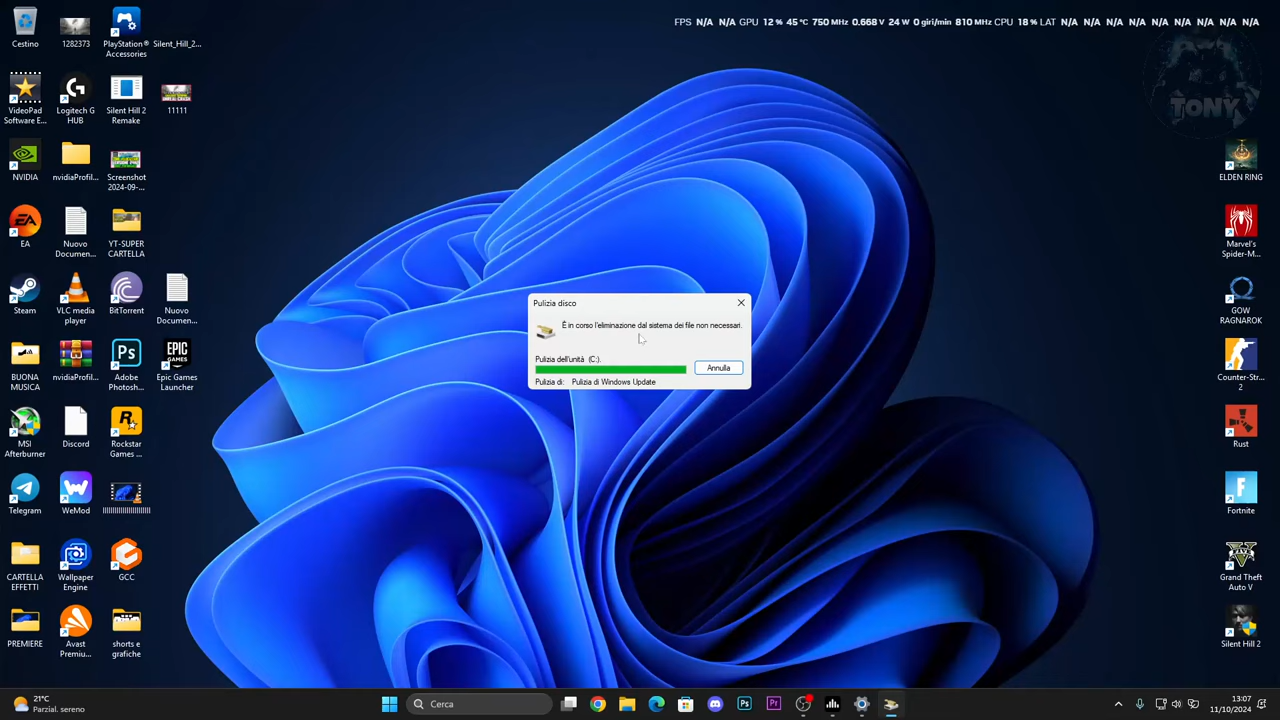 FPS N/A N/A GPU 12 % 45 °C 750 MHz 0.668 V 24 W 0 giri/min 810 MHz CPU 18 % LAT N/A N/A N/A N/A N/A N/A N/A N/A N/A
Cestino
1282373
PlayStation®
Accessories
Silent_Hill_2...
VideoPad
Software E...
Logitech G
HUB
Silent Hill 2
Remake
11111
TONY
NVIDIA
nvidiaProfil...
Screenshot
2024-09-...
ELDEN RING
EA
Nuovo
Documen...
YT-SUPER
CARTELLA
Marvel's
Spider-M...
Steam
VLC media
player
BitTorrent
Nuovo
Documen...
GOW
RAGNAROK
Pulizia disco
È in corso l'eliminazione dal sistema dei file non necessari.
Pulizia dell'unità (C:).
Annulla
Pulizia di: Pulizia di Windows Update
BUONA
MUSICA
nvidiaProfil...
Adobe
Photosh...
Epic Games
Launcher
Counter-Str...
2
MSI
Afterburner
Discord
Rockstar
Games ...
Rust
Telegram
WeMod
Fortnite
CARTELLA
EFFETTI
Wallpaper
Engine
GCC
Grand Theft
Auto V
PREMIERE
Avast
Premiu...
shorts e
grafiche
Silent Hill 2
21°C
Parzial. sereno
Cerca
13:07
11/10/2024